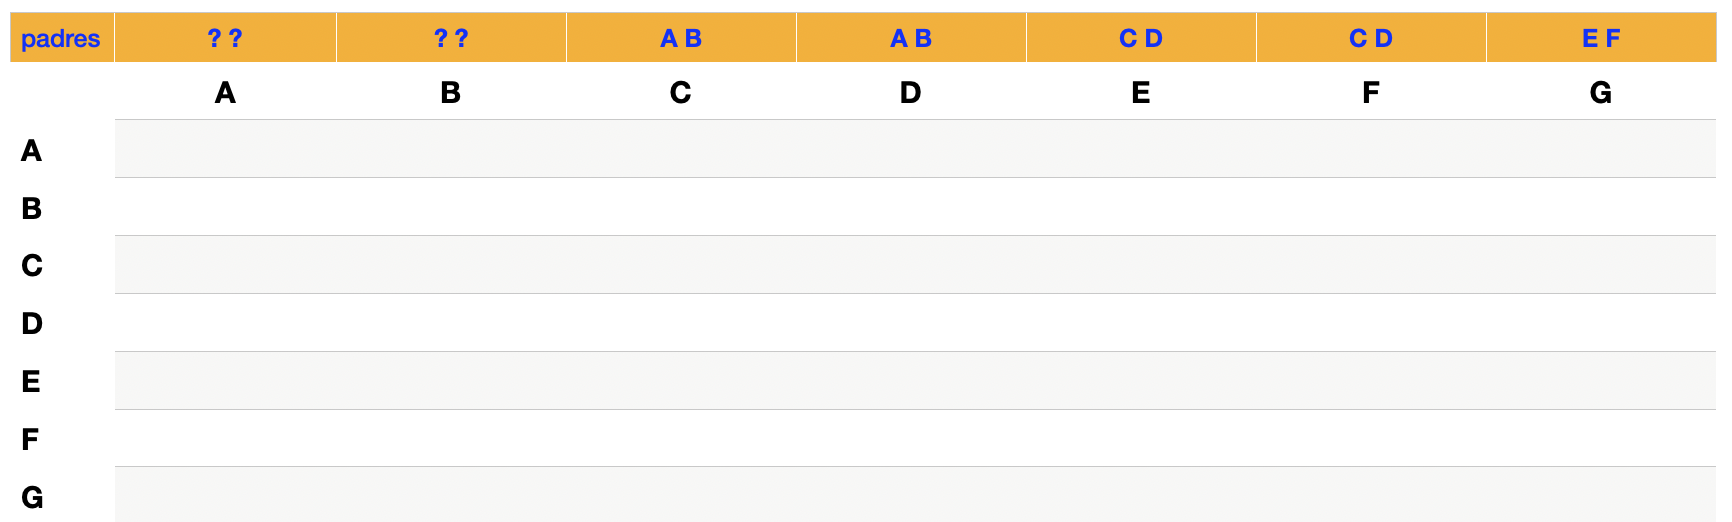 padres ? ? ? ? A B A B C D C D E F
A B C D E F G
A
B
C
D
E
F
G